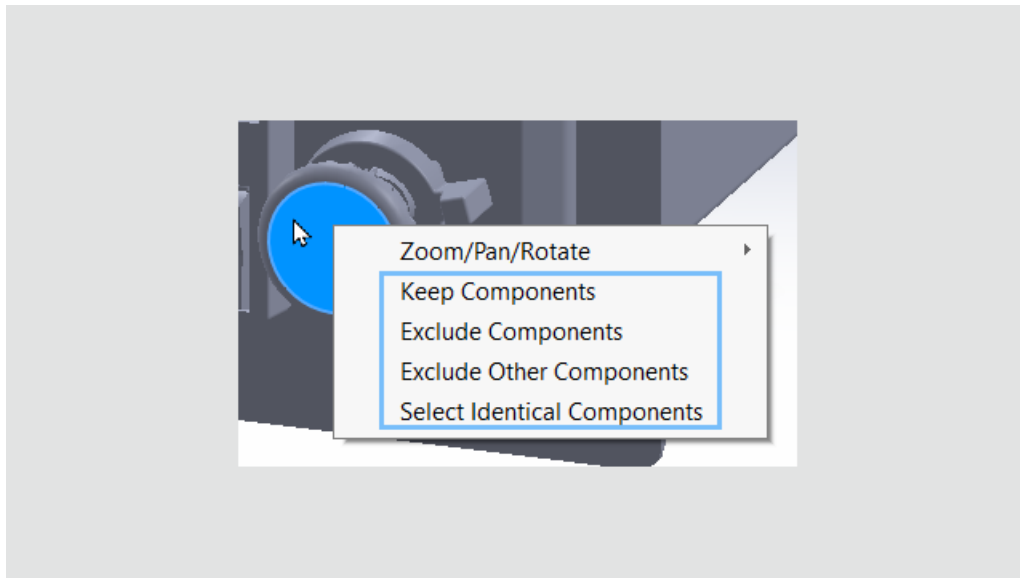 Zoom/Pan/Rotate
Keep Components
Exclude Components
Exclude Other Components
Select Identical Components